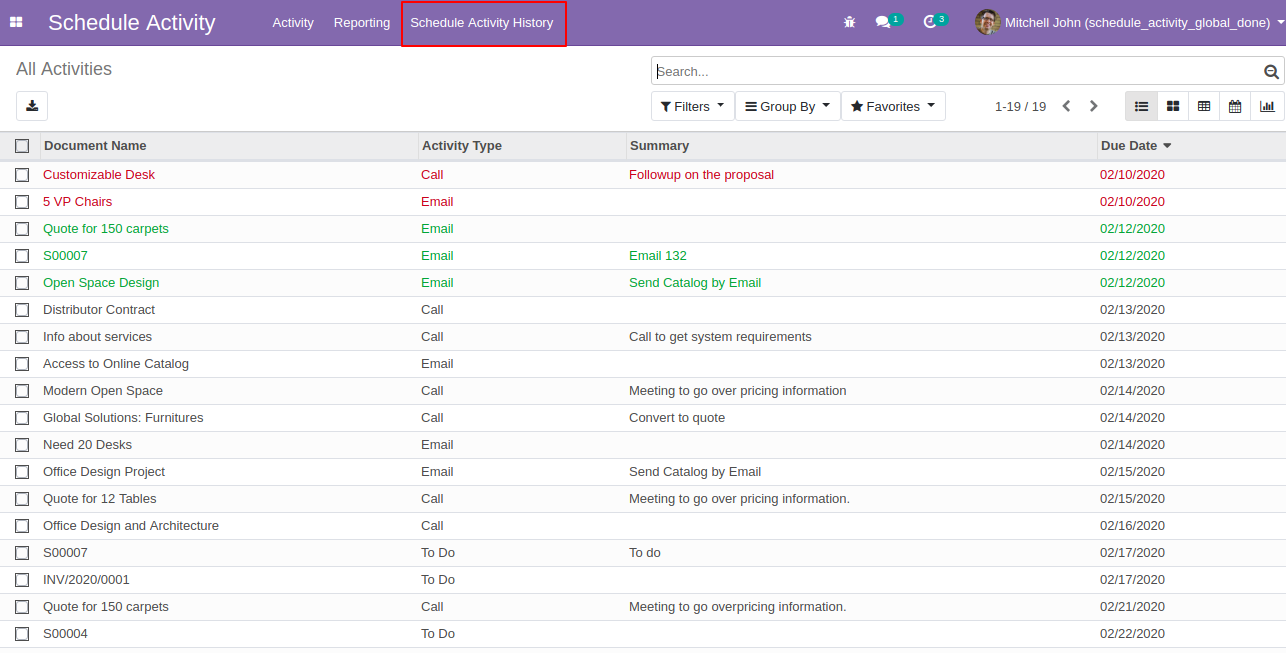 Schedule Activity Activity Reporting Schedule Activity History 1 3 Mitchell John (schedule_activity_global_done)
All Activities Search...
Filters Group By Favorites 1-19 / 19
Document Name Activity Type Summary Due Date
Customizable Desk Call Followup on the proposal 02/10/2020
5 VP Chairs Email 02/10/2020
Quote for 150 carpets Email 02/12/2020
S00007 Email Email 132 02/12/2020
Open Space Design Email Send Catalog by Email 02/12/2020
Distributor Contract Call 02/13/2020
Info about services Call Call to get system requirements 02/13/2020
Access to Online Catalog Email 02/13/2020
Modern Open Space Call Meeting to go over pricing information 02/14/2020
Global Solutions: Furnitures Call Convert to quote 02/14/2020
Need 20 Desks Email 02/14/2020
Office Design Project Email Send Catalog by Email 02/15/2020
Quote for 12 Tables Call Meeting to go over pricing information. 02/15/2020
Office Design and Architecture Call 02/16/2020
S00007 To Do To do 02/17/2020
INV/2020/0001 To Do 02/17/2020
Quote for 150 carpets Call Meeting to go overpricing information. 02/21/2020
S00004 To Do 02/22/2020